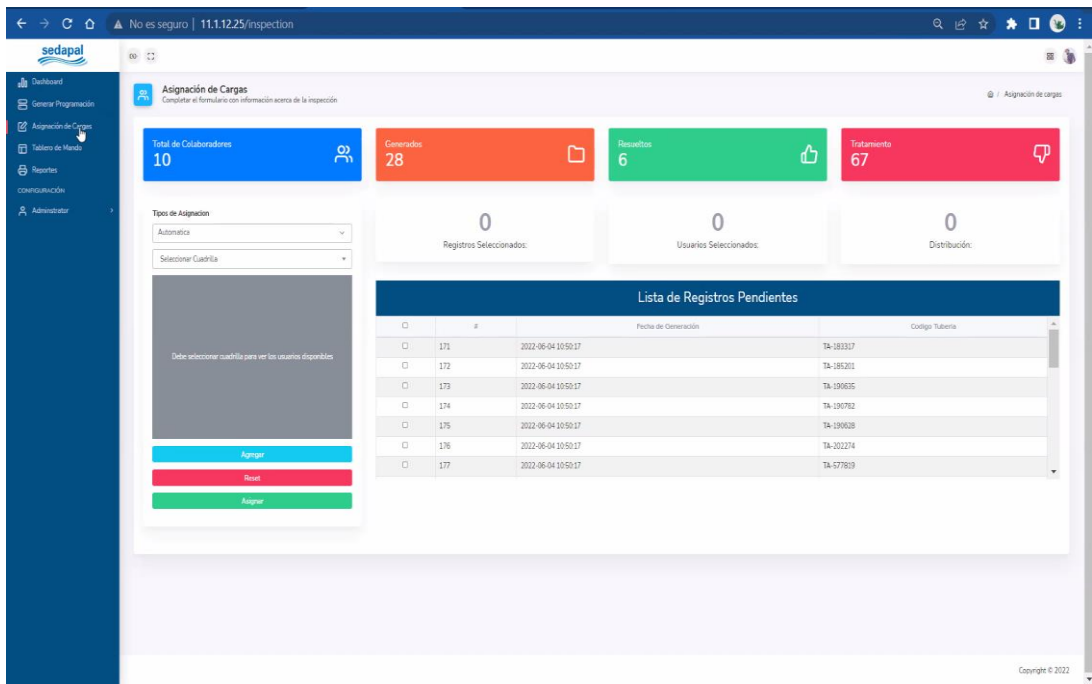 No es seguro | 11.1.12.25/inspection
sedapal
Dashboard
Generar Programación
Asignación de Cargas
Tablero de Mando
Reportes
CONFIGURACIÓN
Adminstrator
Asignación de Cargas
Completar el formulario con información acerca de la inspección
/ Asignación de cargas
Total de Colaboradores
10
Generados
28
Resueltos
6
Tratamiento
67
Tipos de Asignacion
Automatica
Seleccionar Cuadrilla
Debe seleccionar cuadrilla para ver los usuarios disponibles
Agregar
Reset
Asignar
0
Registros Seleccionados:
0
Usuarios Seleccionados:
0
Distribución:
Lista de Registros Pendientes
# Fecha de Generación Codigo Tuberia
171 2022-06-04 10:50:17 TA-183317
172 2022-06-04 10:50:17 TA-185201
173 2022-06-04 10:50:17 TA-190635
174 2022-06-04 10:50:17 TA-190782
175 2022-06-04 10:50:17 TA-190628
176 2022-06-04 10:50:17 TA-202274
177 2022-06-04 10:50:17 TA-577819
Copyright © 2022